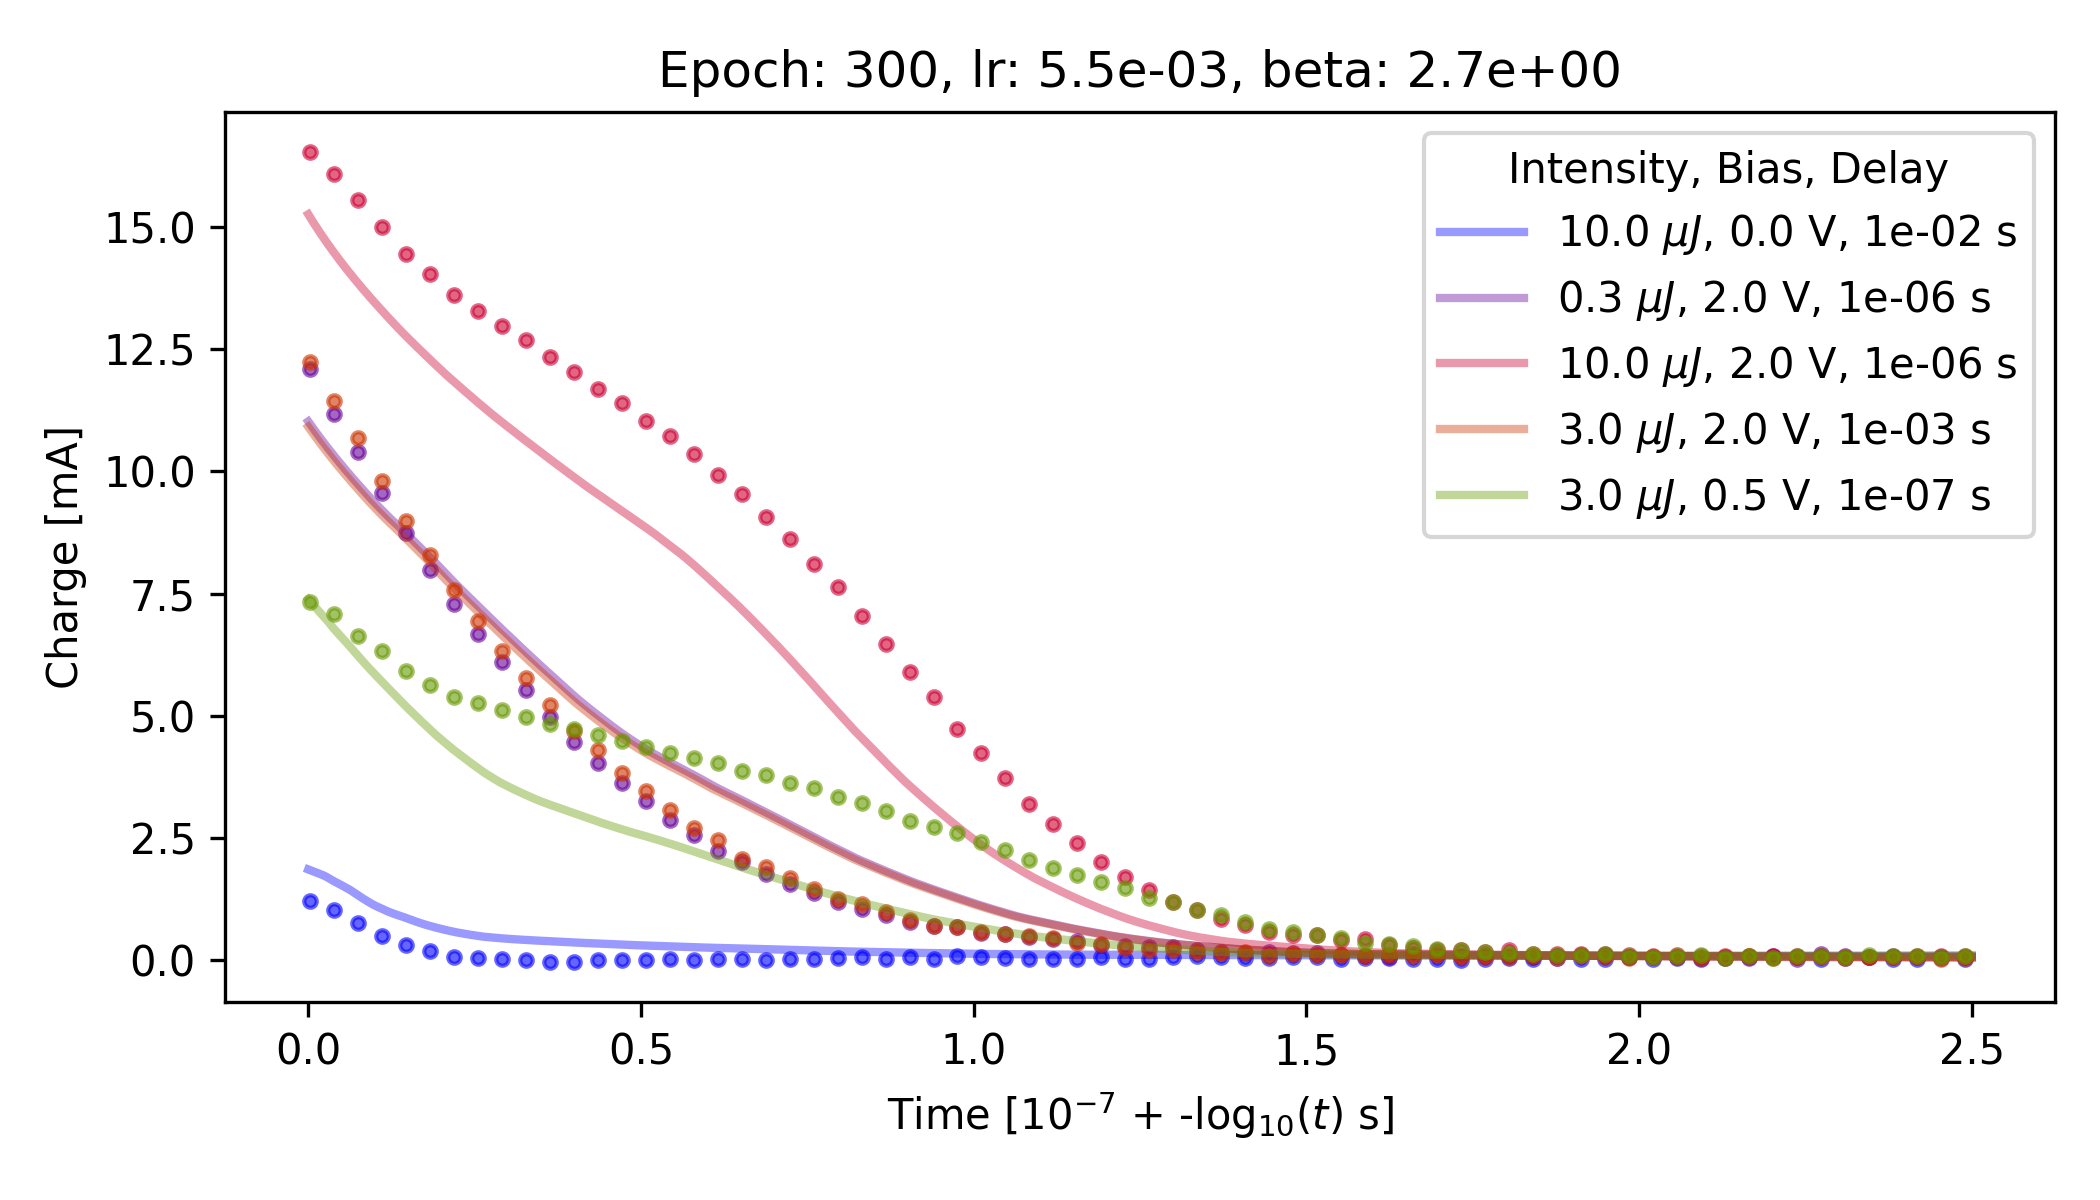 Epoch: 300, lr: 5.5e-03, beta: 2.7e+00
Charge [mA]
15.0
12.5
10.0
7.5
5.0
2.5
0.0
Intensity, Bias, Delay
10.0 μJ, 0.0 V, 1e-02 s
0.3 μJ, 2.0 V, 1e-06 s
10.0 μJ, 2.0 V, 1e-06 s
3.0 μJ, 2.0 V, 1e-03 s
3.0 μJ, 0.5 V, 1e-07 s
0.0 0.5 1.0 1.5 2.0 2.5
Time [10⁻⁷ + -log₁₀(t) s]